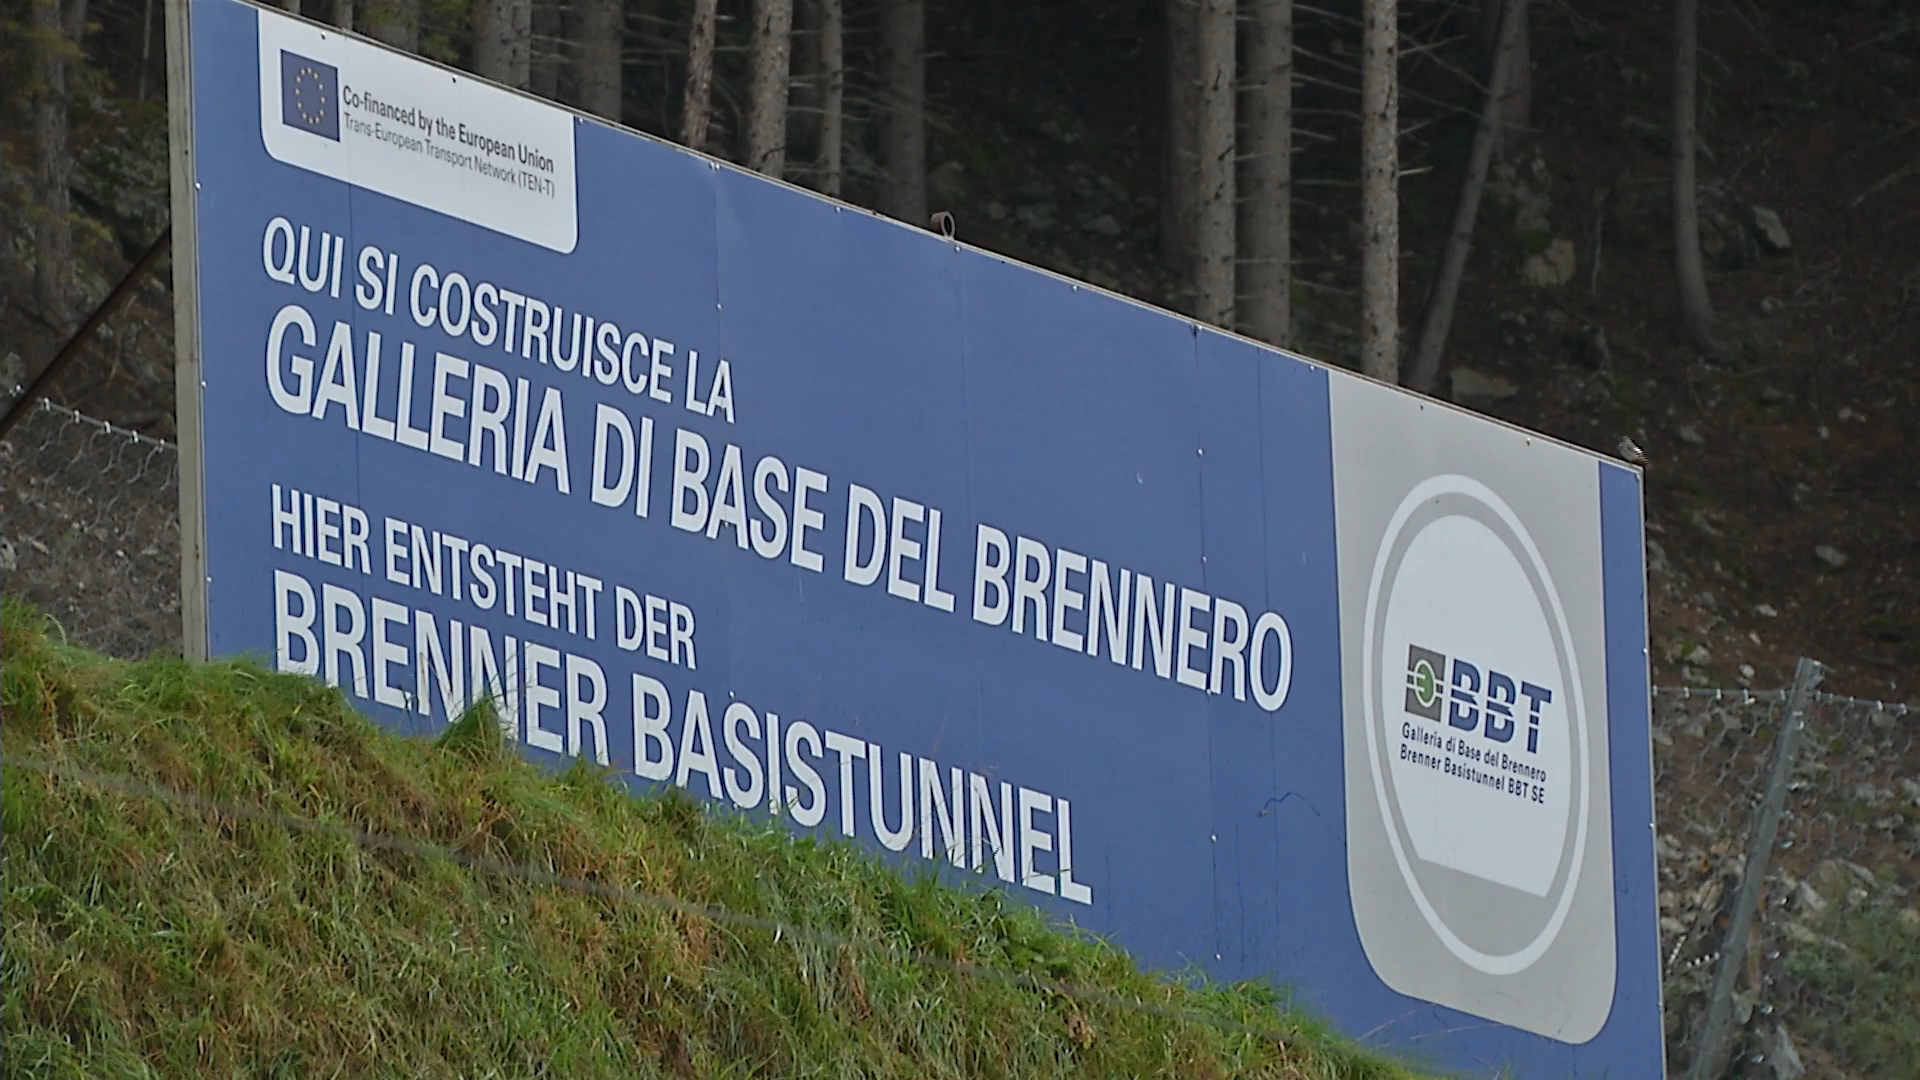 Co-financed by the European Union
Trans-European Transport Network (TEN-T)
QUI SI COSTRUISCE LA
GALLERIA DI BASE DEL BRENNERO
HIER ENTSTEHT DER
BRENNER BASISTUNNEL
BBT
Galleria di Base del Brennero
Brenner Basistunnel BBT SE